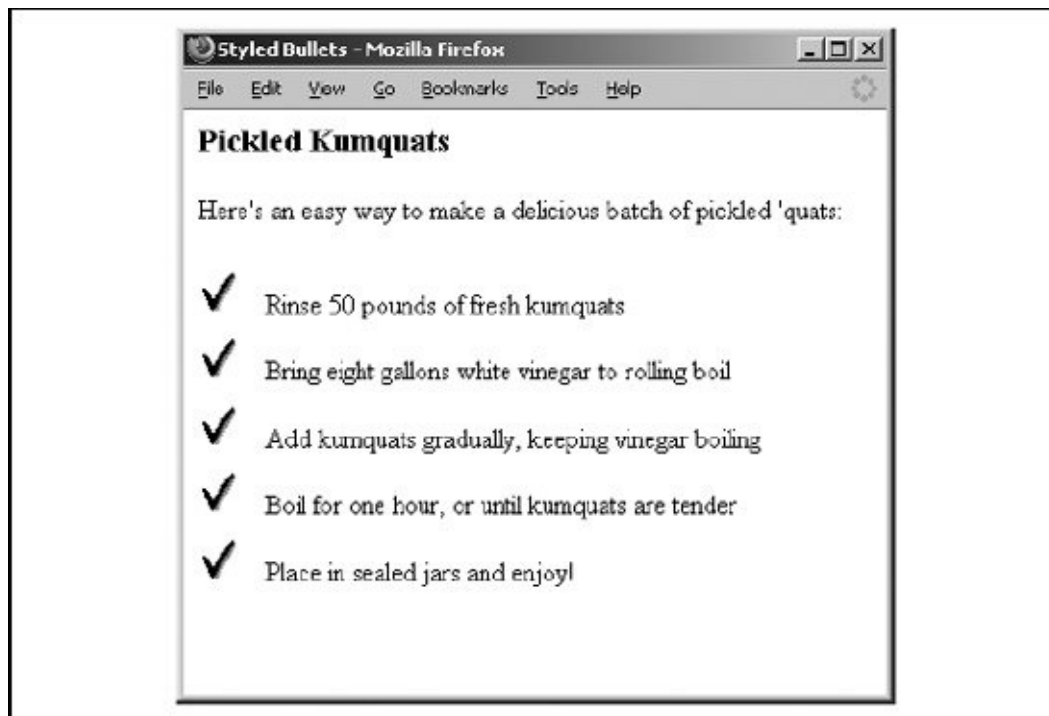 Styled Bullets - Mozilla Firefox
File Edit View Go Bookmarks Tools Help
Pickled Kumquats
Here's an easy way to make a delicious batch of pickled 'quats:
Rinse 50 pounds of fresh kumquats
Bring eight gallons white vinegar to rolling boil
Add kumquats gradually, keeping vinegar boiling
Boil for one hour, or until kumquats are tender
Place in sealed jars and enjoy!